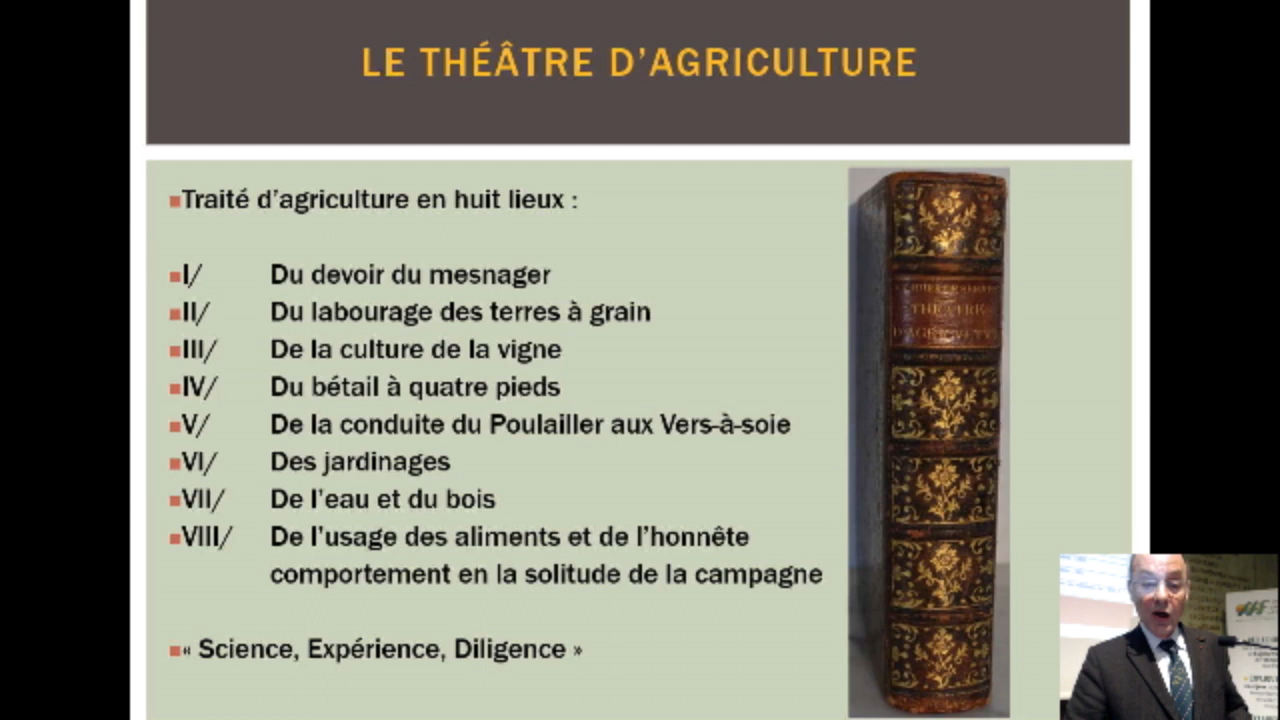 LE THÉÂTRE D'AGRICULTURE
Traité d'agriculture en huit lieux :
I/ Du devoir du mesnager
II/ Du labourage des terres à grain
III/ De la culture de la vigne
IV/ Du bétail à quatre pieds
V/ De la conduite du Poulailler aux Vers-à-soie
VI/ Des jardinages
VII/ De l'eau et du bois
VIII/ De l'usage des aliments et de l'honnête
comportement en la solitude de la campagne
« Science, Expérience, Diligence »
THEATRE